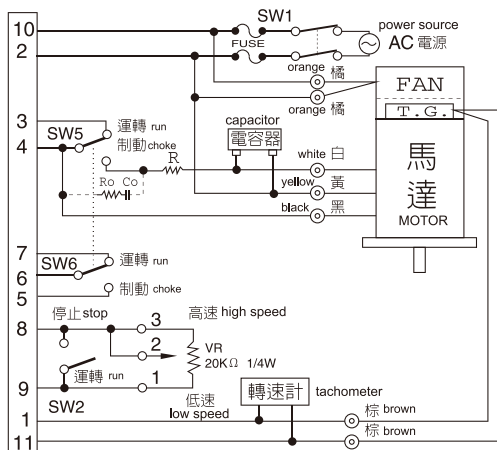 10
SW1
power source
AC 電源
2
FUSE
orange 橘
FAN
orange 橘
T.G.
3
運轉 run
SW5
制動 choke
4
capacitor
電容器
R
white 白
馬達
MOTOR
Ro Co
yellow 黃
black 黑
7
運轉 run
SW6
6
制動 choke
5
8
停止 stop
3
高速 high speed
2
VR
20KΩ 1/4W
運轉 run
1
9
SW2
低速
low speed
轉速計
tachometer
1
棕 brown
棕 brown
11